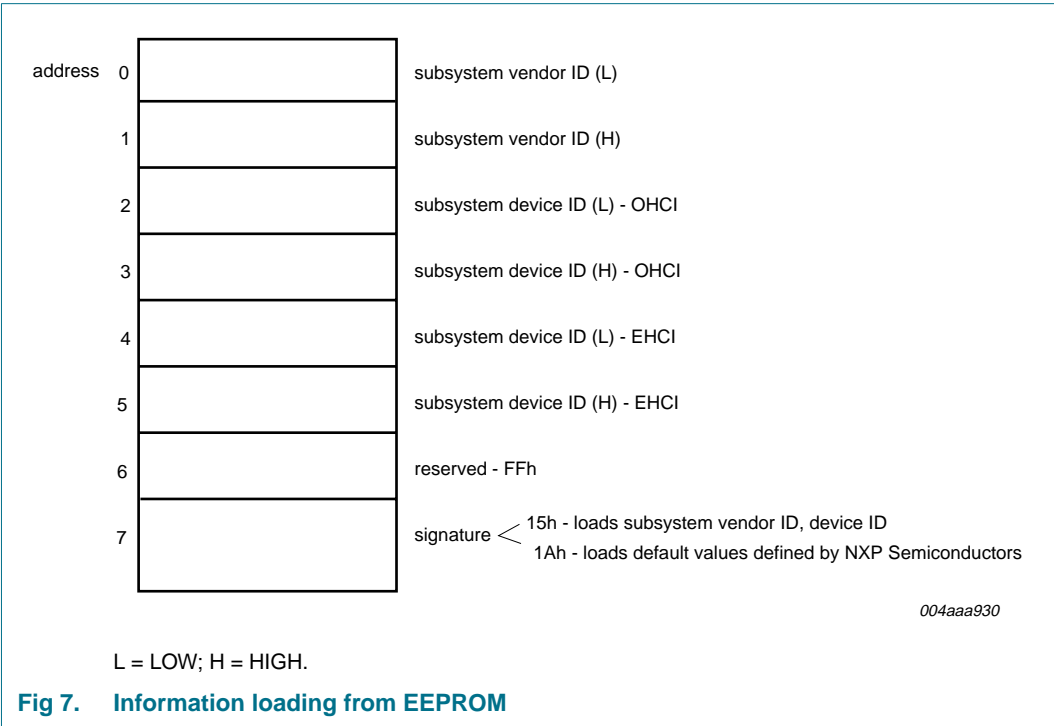 address 0 subsystem vendor ID (L)
1 subsystem vendor ID (H)
2 subsystem device ID (L) - OHCI
3 subsystem device ID (H) - OHCI
4 subsystem device ID (L) - EHCI
5 subsystem device ID (H) - EHCI
6 reserved - FFh
15h - loads subsystem vendor ID, device ID
7 signature
1Ah - loads default values defined by NXP Semiconductors
004aaa930
L = LOW; H = HIGH.
Fig 7. Information loading from EEPROM